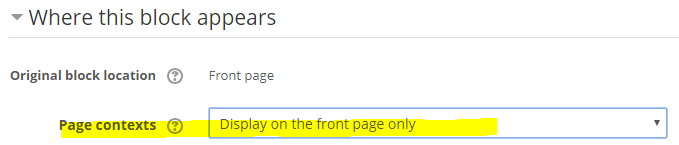 Where this block appears
Original block location Front page
Page contexts Display on the front page only